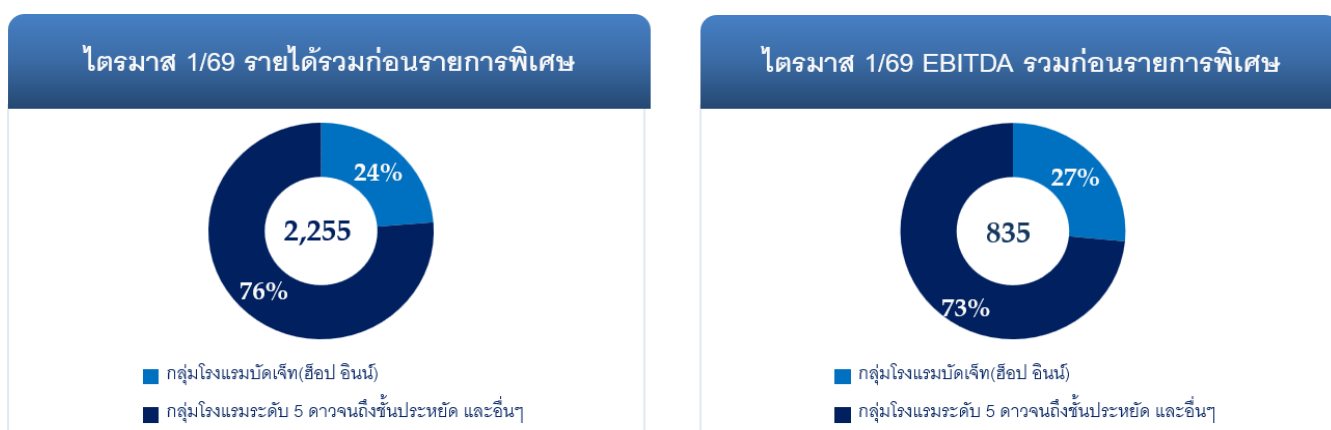 ไตรมาส 1/69 รายได้รวมก่อนรายการพิเศษ
24%
2,255
76%
กลุ่มโรงแรมบัดเจ็ท(ฮ็อป อินน์)
กลุ่มโรงแรมระดับ 5 ดาวจนถึงชั้นประหยัด และอื่นๆ
ไตรมาส 1/69 EBITDA รวมก่อนรายการพิเศษ
27%
835
73%
กลุ่มโรงแรมบัดเจ็ท(ฮ็อป อินน์)
กลุ่มโรงแรมระดับ 5 ดาวจนถึงชั้นประหยัด และอื่นๆ